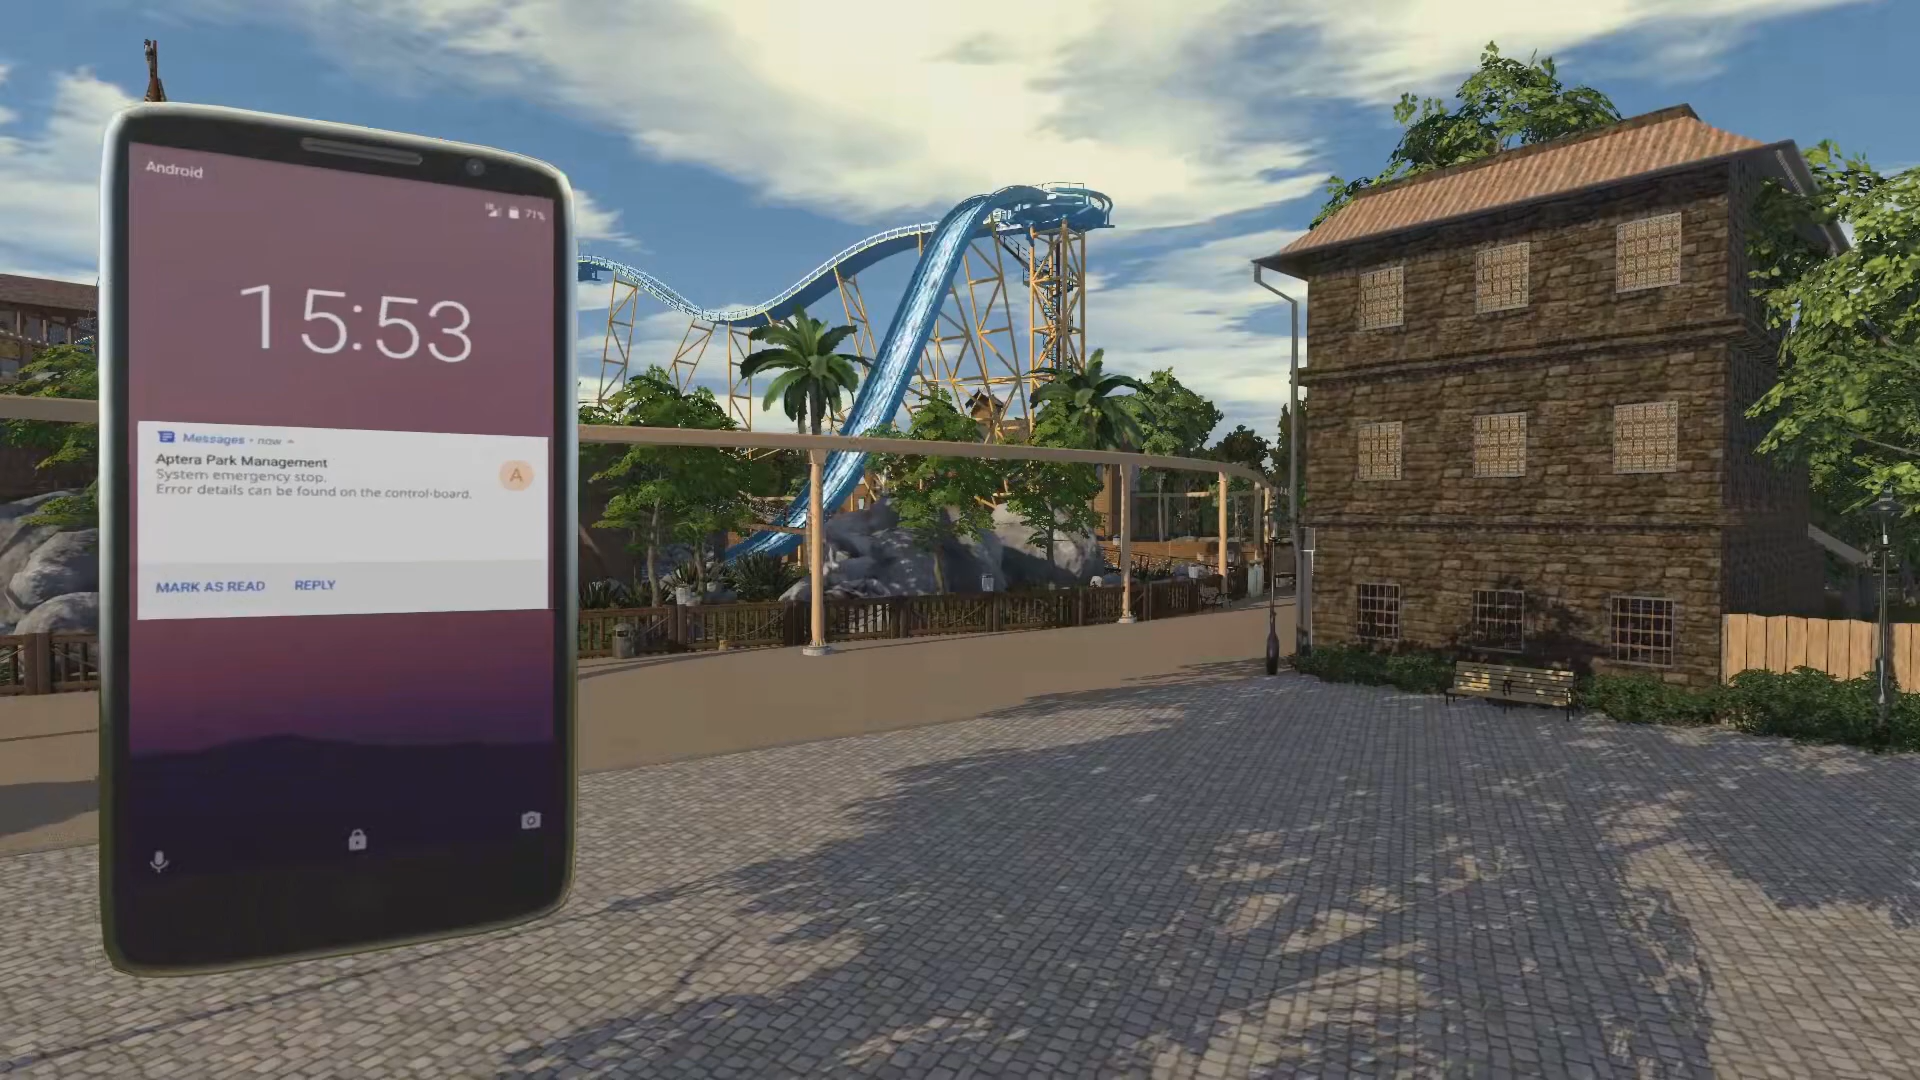 Android
71%
15:53
Messages • now
Aptera Park Management
System emergency stop.
Error details can be found on the control-board.
A
MARK AS READ
REPLY